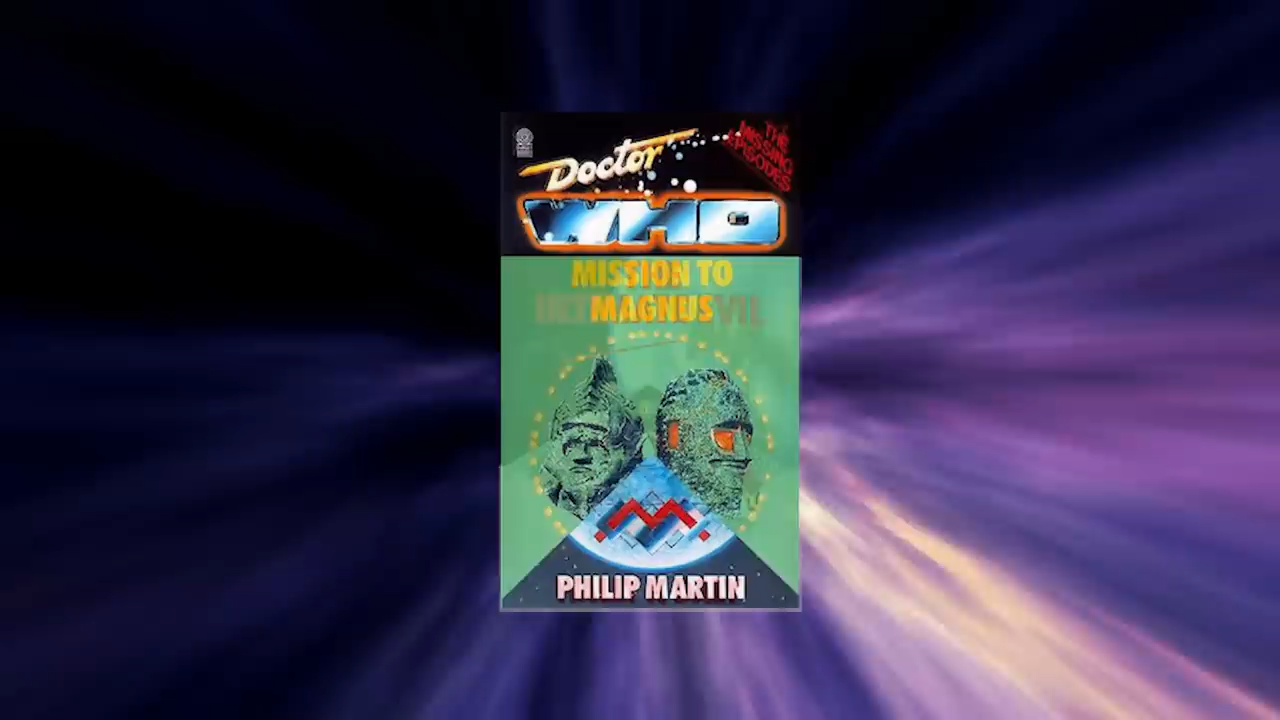 THE
MISSING
EPISODES
Doctor
WHO
MISSION TO
MAGNUS
PHILIP MARTIN